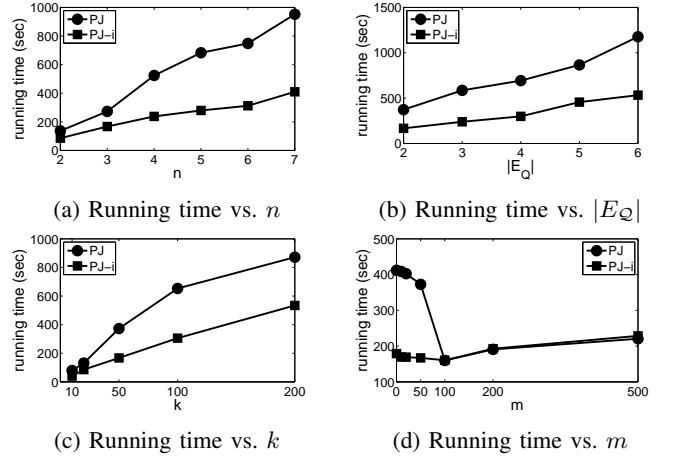 PJ
PJ−i
running time (sec)
1000
800
600
400
200
0
2 3 4 5 6 7
n
(a) Running time vs. n
PJ
PJ−i
running time (sec)
1500
1000
500
0
2 3 4 5 6
|E_Q|
(b) Running time vs. |E_Q|
PJ
PJ−i
running time (sec)
1000
800
600
400
200
0
10 50 100 200
k
(c) Running time vs. k
PJ
PJ−i
running time (sec)
500
400
300
200
100
0 50 100 200 500
m
(d) Running time vs. m